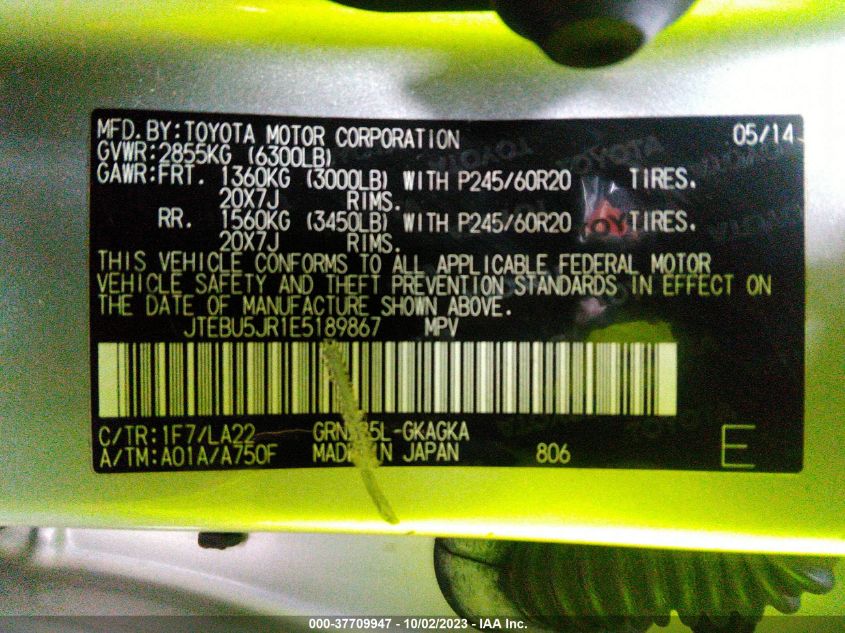 MFD.BY:TOYOTA MOTOR CORPORATION 05/14
GVWR:2855KG (6300LB)
GAWR:FRT. 1360KG (3000LB) WITH P245/60R20 TIRES.
20X7J RIMS.
RR. 1560KG (3450LB) WITH P245/60R20 TIRES.
20X7J RIMS.
THIS VEHICLE CONFORMS TO ALL APPLICABLE FEDERAL MOTOR
VEHICLE SAFETY AND THEFT PREVENTION STANDARDS IN EFFECT ON
THE DATE OF MANUFACTURE SHOWN ABOVE.
JTEBU5JR1E5189867 MPV
C/TR:1F7/LA22 -GKAGKA
A/TM:A01A/A750F MADE IN JAPAN 806 E
000-37709947 - 10/02/2023 - IAA Inc.